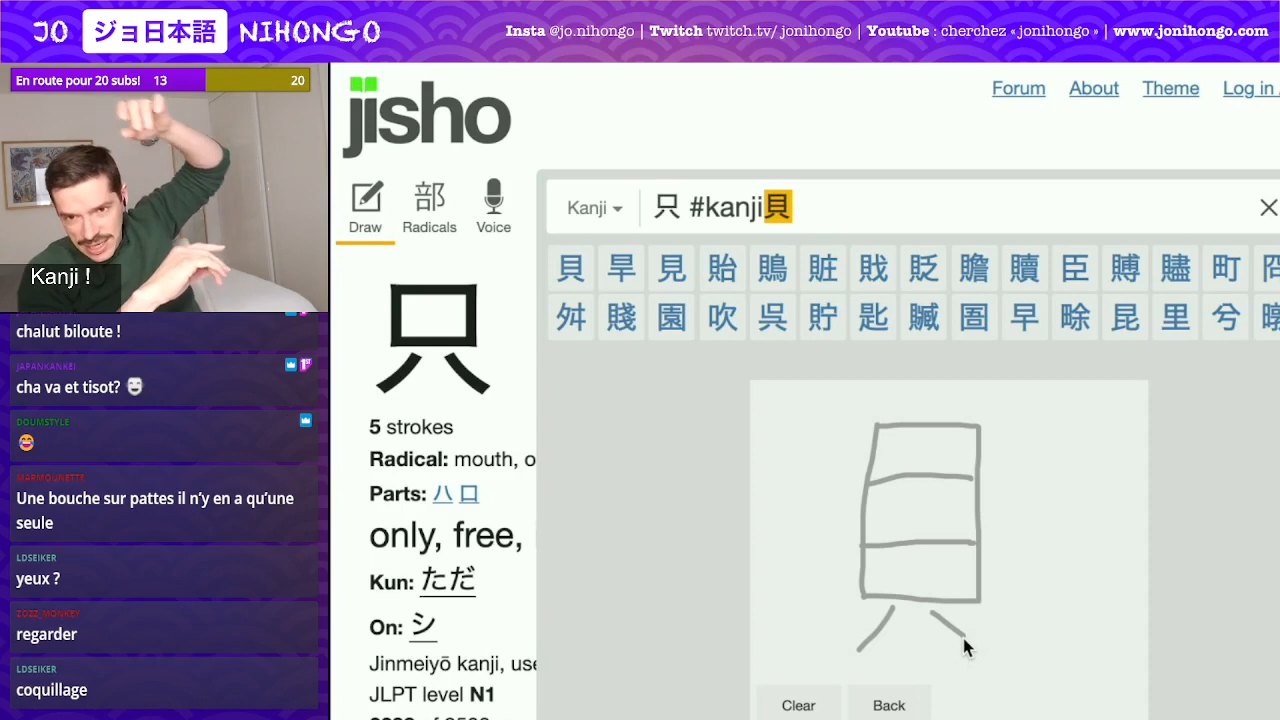 JO ジョ日本語 NIHONGO
Insta @jo.nihongo | Twitch twitch.tv/ jonihongo | Youtube : cherchez « jonihongo » | www.jonihongo.com
En route pour 20 subs! 13 20
Kanji !
chalut biloute !
JAPANKANKEI
cha va et tisot?
DOUMSTYLE
MARMOUNETTE
Une bouche sur pattes il n'y en a qu'une
seule
LDSEIKER
yeux ?
ZOZZ_MONKEY
regarder
LDSEIKER
coquillage
jisho
Forum About Theme Log in
Draw
部 Radicals
Voice
Kanji 只 #kanji貝
貝 旱 見 貽 鵙 賍 戝 貶 贍 贖 臣 賻 贐 町
舛 賤 園 吹 呉 貯 匙 贓 圄 早 畭 昆 里 兮
只
5 strokes
Radical: mouth, o
Parts: ハ 口
only, free,
Kun: ただ
On: シ
Jinmeiyō kanji, use
JLPT level N1
Clear Back